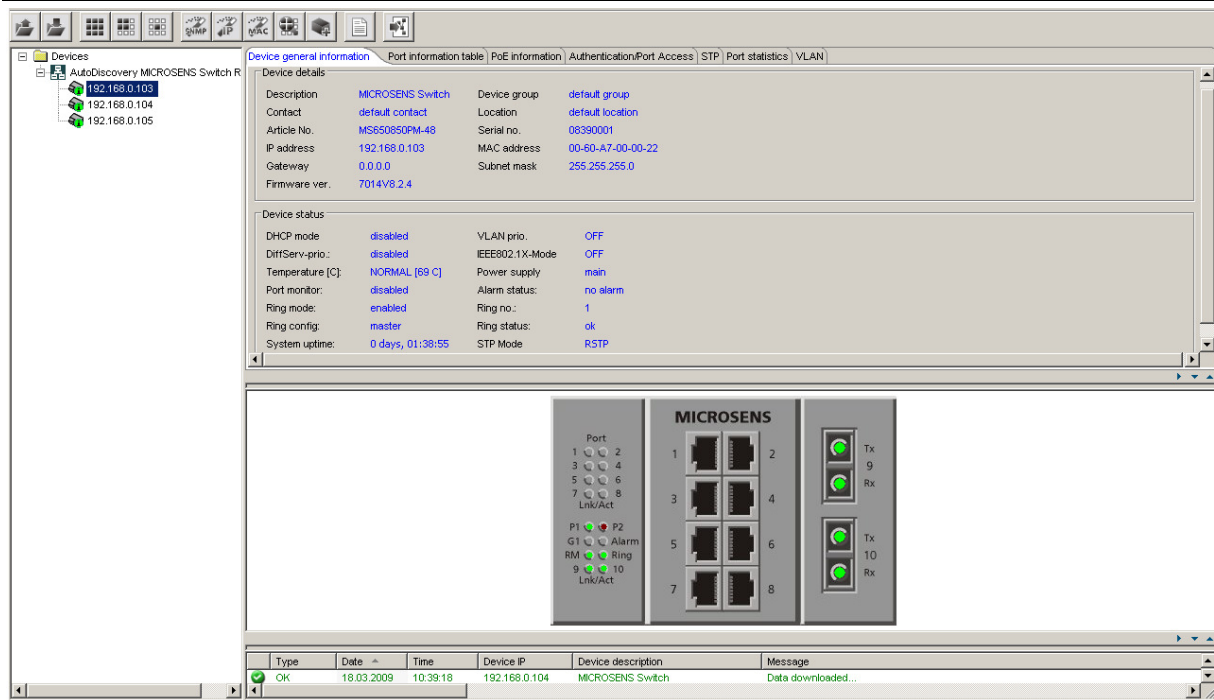 SNMP IP MAC
Devices
AutoDiscovery MICROSENS Switch R
192.168.0.103
192.168.0.104
192.168.0.105
Device general information Port information table PoE information Authentication/Port Access STP Port statistics VLAN
Device details
Description MICROSENS Switch Device group default group
Contact default contact Location default location
Article No. MS650850PM-48 Serial no. 08390001
IP address 192.168.0.103 MAC address 00-60-A7-00-00-22
Gateway 0.0.0.0 Subnet mask 255.255.255.0
Firmware ver. 7014V8.2.4
Device status
DHCP mode disabled VLAN prio. OFF
DiffServ-prio.: disabled IEEE802.1X-Mode OFF
Temperature [C]: NORMAL [69 C] Power supply main
Port monitor: disabled Alarm status: no alarm
Ring mode: enabled Ring no.: 1
Ring config: master Ring status: ok
System uptime: 0 days, 01:38:55 STP Mode RSTP
Port
1 2
3 4
5 6
7 8
Lnk/Act
P1 P2
G1 Alarm
RM Ring
9 10
Lnk/Act
MICROSENS
1 2
3 4
5 6
7 8
Tx
9
Rx
Tx
10
Rx
Type Date Time Device IP Device description Message
OK 18.03.2009 10:39:18 192.168.0.104 MICROSENS Switch Data downloaded...